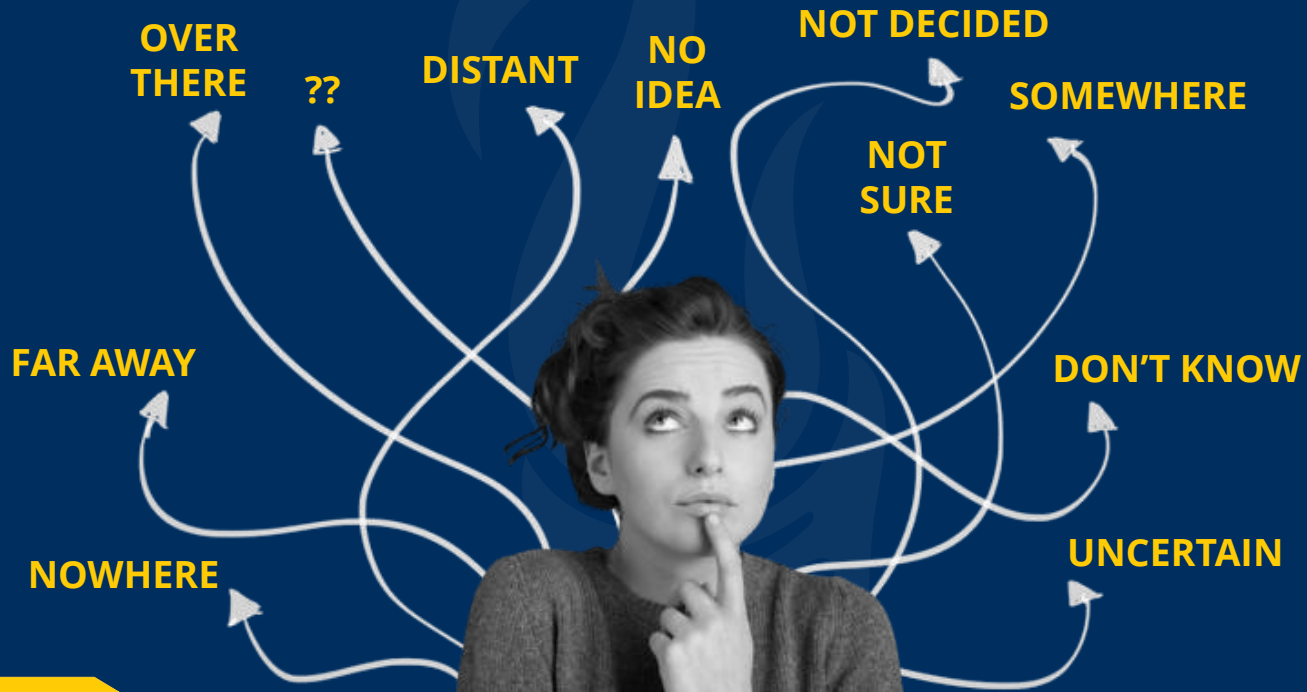 OVER
THERE
??
DISTANT
NO
IDEA
NOT DECIDED
SOMEWHERE
NOT
SURE
FAR AWAY
DON'T KNOW
NOWHERE
UNCERTAIN